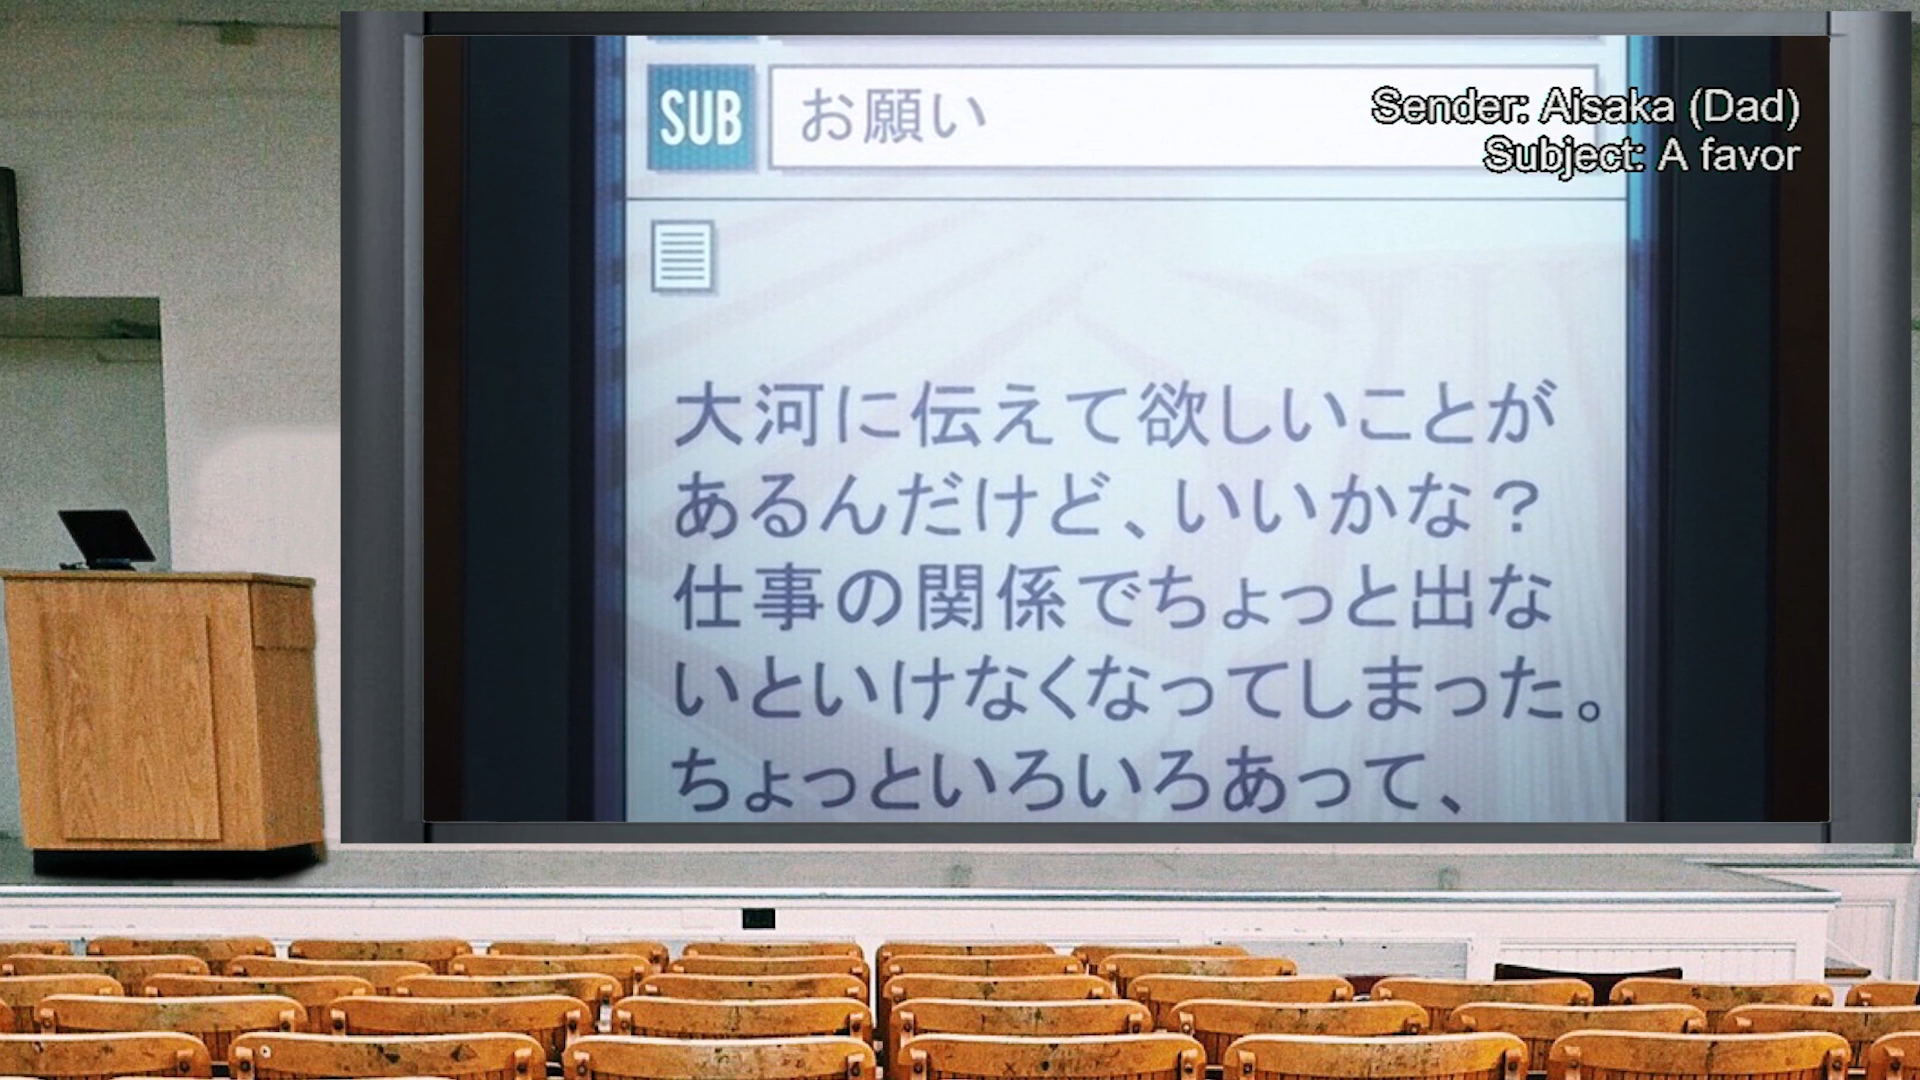 SUB お願い
Sender: Aisaka (Dad)
Subject: A favor
大河に伝えて欲しいことが
あるんだけど、いいかな？
仕事の関係でちょっと出な
いといけなくなってしまった。
ちょっといろいろあって、